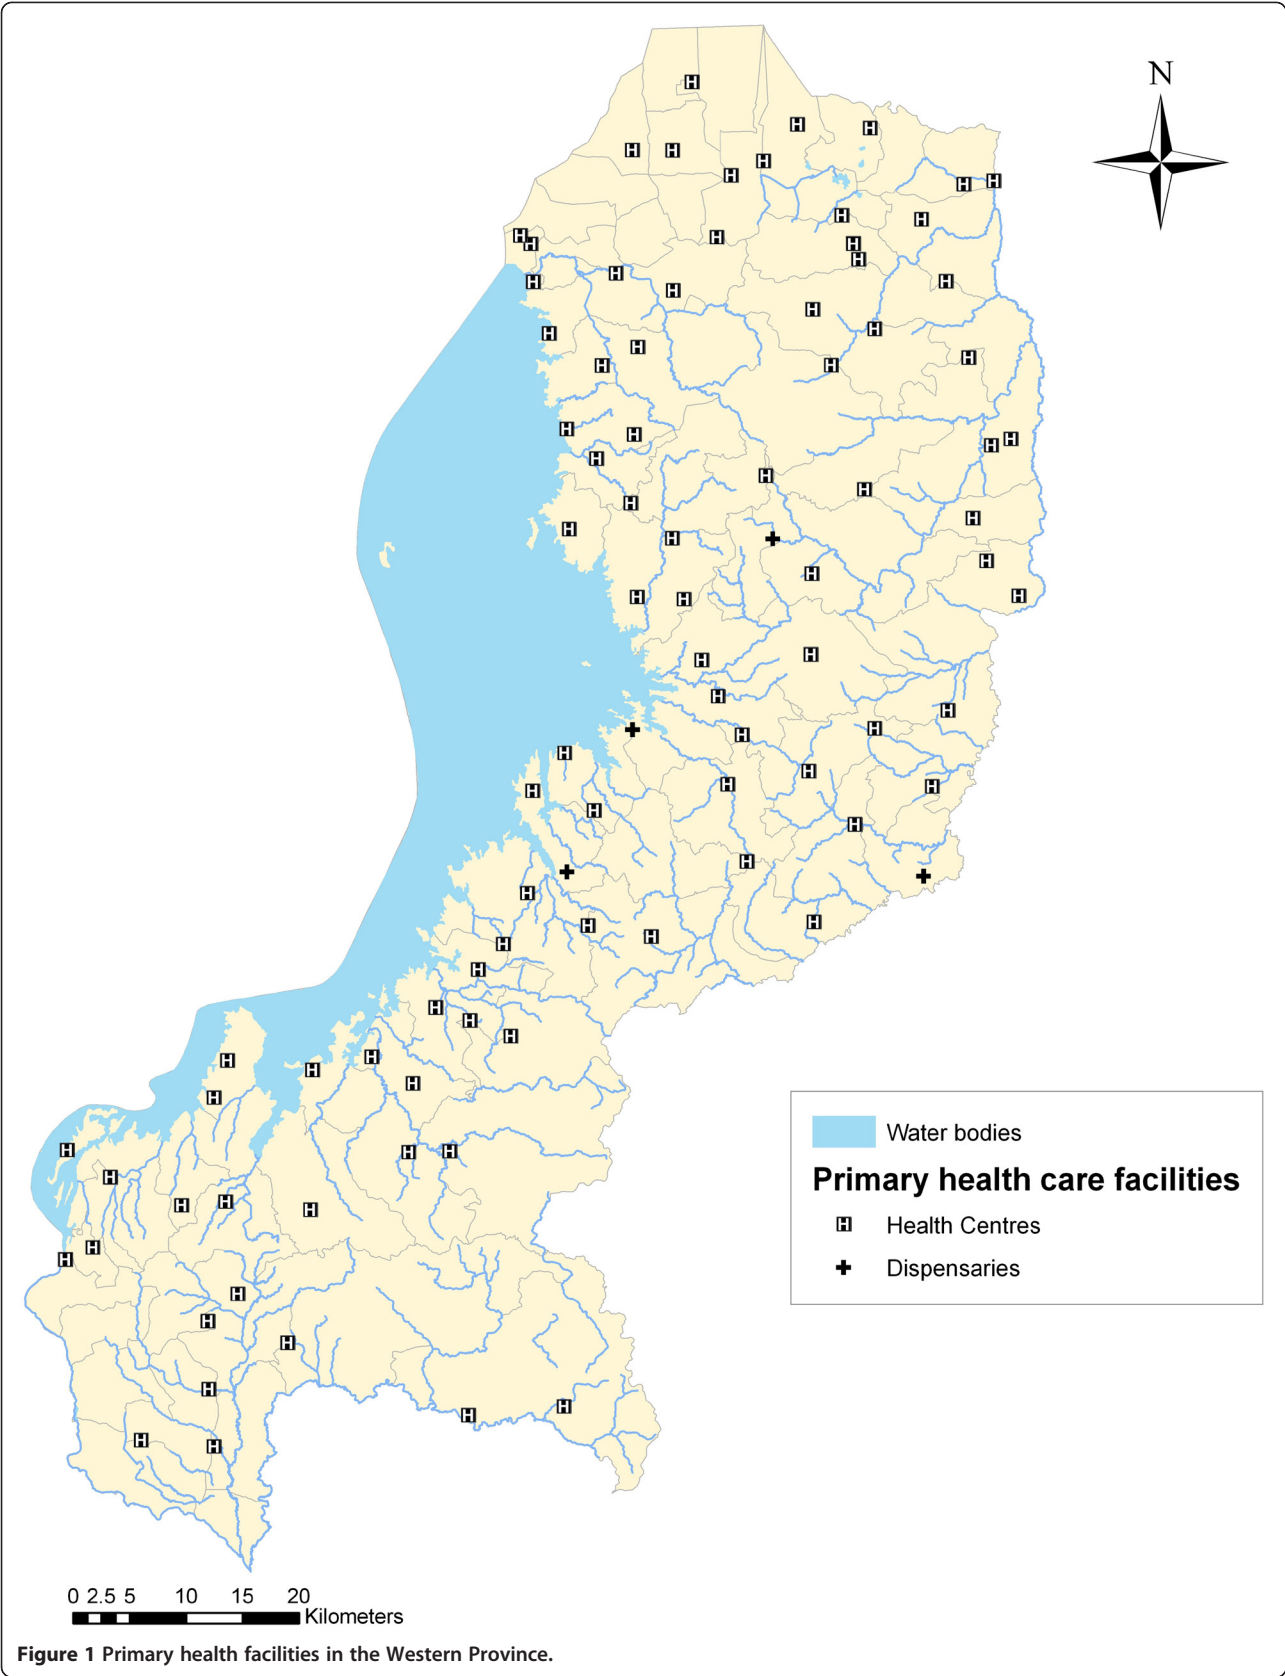 N
Water bodies
Primary health care facilities
H Health Centres
Dispensaries
0 2.5 5 10 15 20
Kilometers
Figure 1 Primary health facilities in the Western Province.